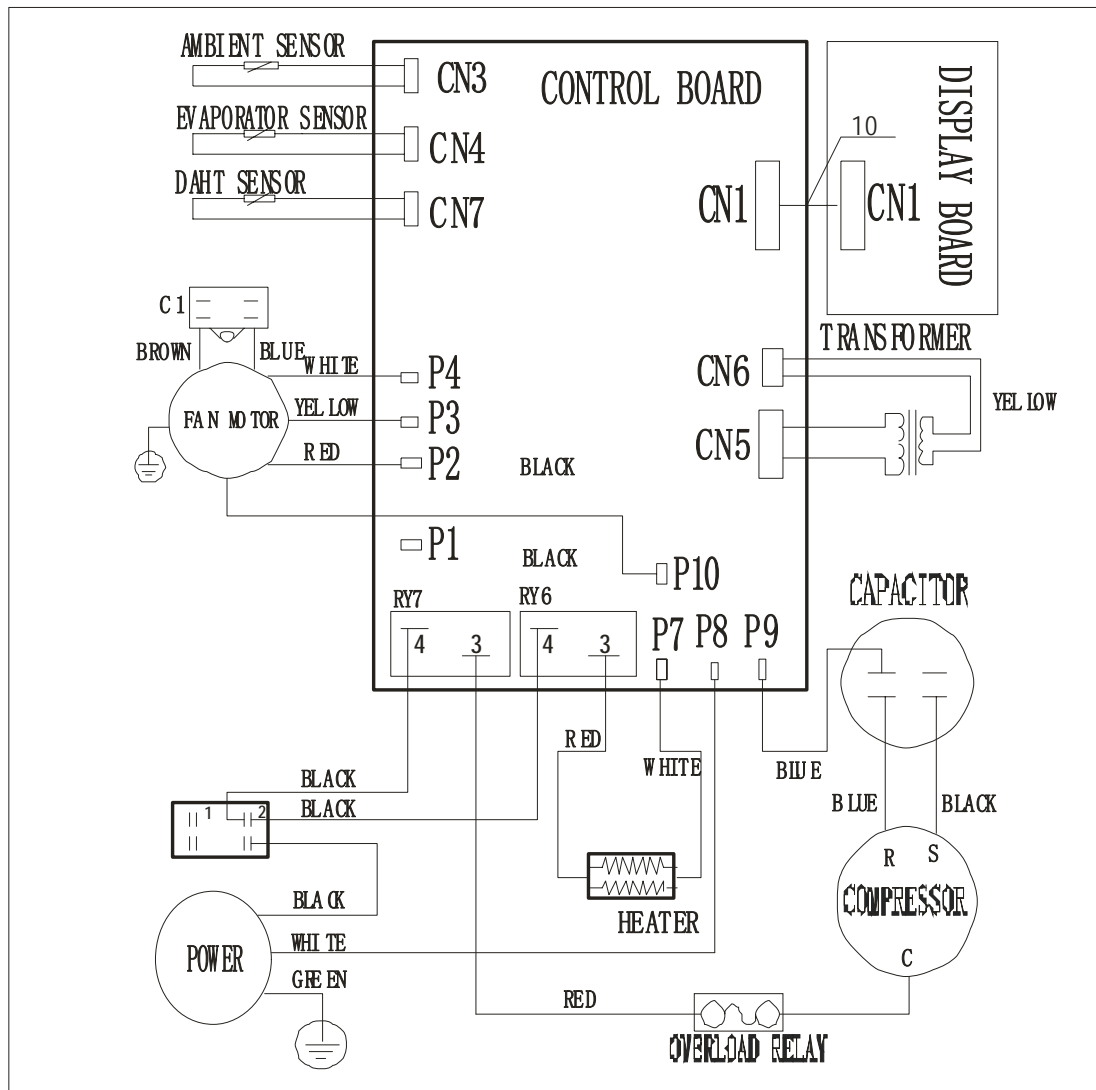 AMBIENT SENSOR
CN3
CONTROL BOARD
DISPLAY BOARD
EVAPORATOR SENSOR
CN4
10
DAHT SENSOR
CN7
CN1
CN1
C1
BROWN
BLUE
WHITE
P4
TRANSFORMER
CN6
YELLOW
FAN MOTOR
YELLOW
P3
RED
P2
CN5
BLACK
P1
BLACK
P10
CAPACITOR
RY7
RY6
4
3
4
3
P7
P8
P9
RED
WHITE
BLUE
BLACK
1
2
BLACK
BLUE
BLACK
R
S
COMPRESSOR
C
BLACK
HEATER
POWER
WHITE
GREEN
RED
OVERLOAD RELAY